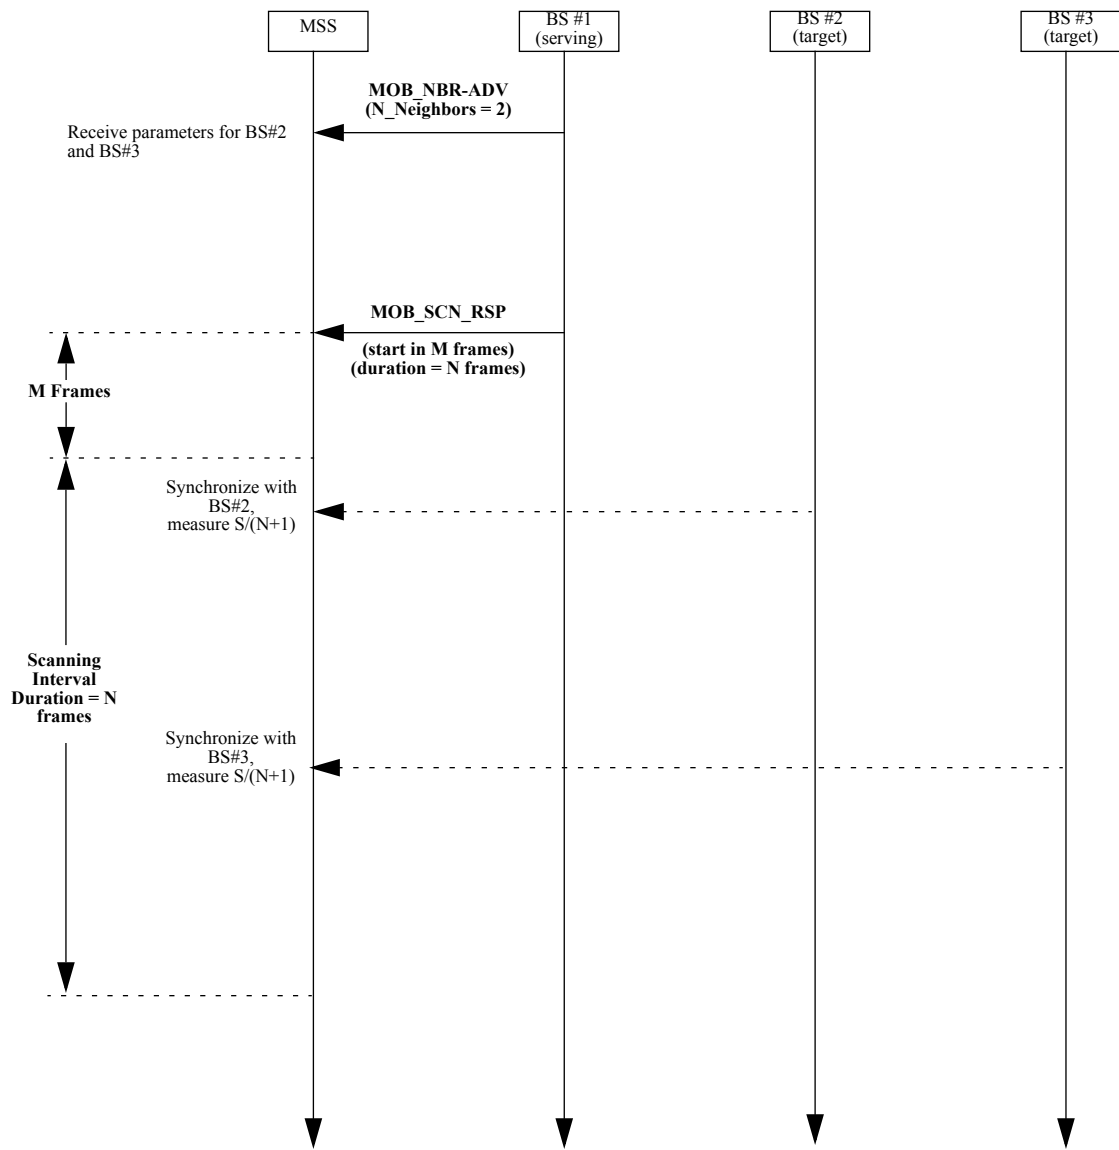 MSS
BS #1
(serving)
BS #2
(target)
BS #3
(target)
MOB_NBR-ADV
(N_Neighbors = 2)
Receive parameters for BS#2
and BS#3
MOB_SCN_RSP
(start in M frames)
(duration = N frames)
M Frames
Synchronize with
BS#2,
measure S/(N+1)
Scanning
Interval
Duration = N
frames
Synchronize with
BS#3,
measure S/(N+1)